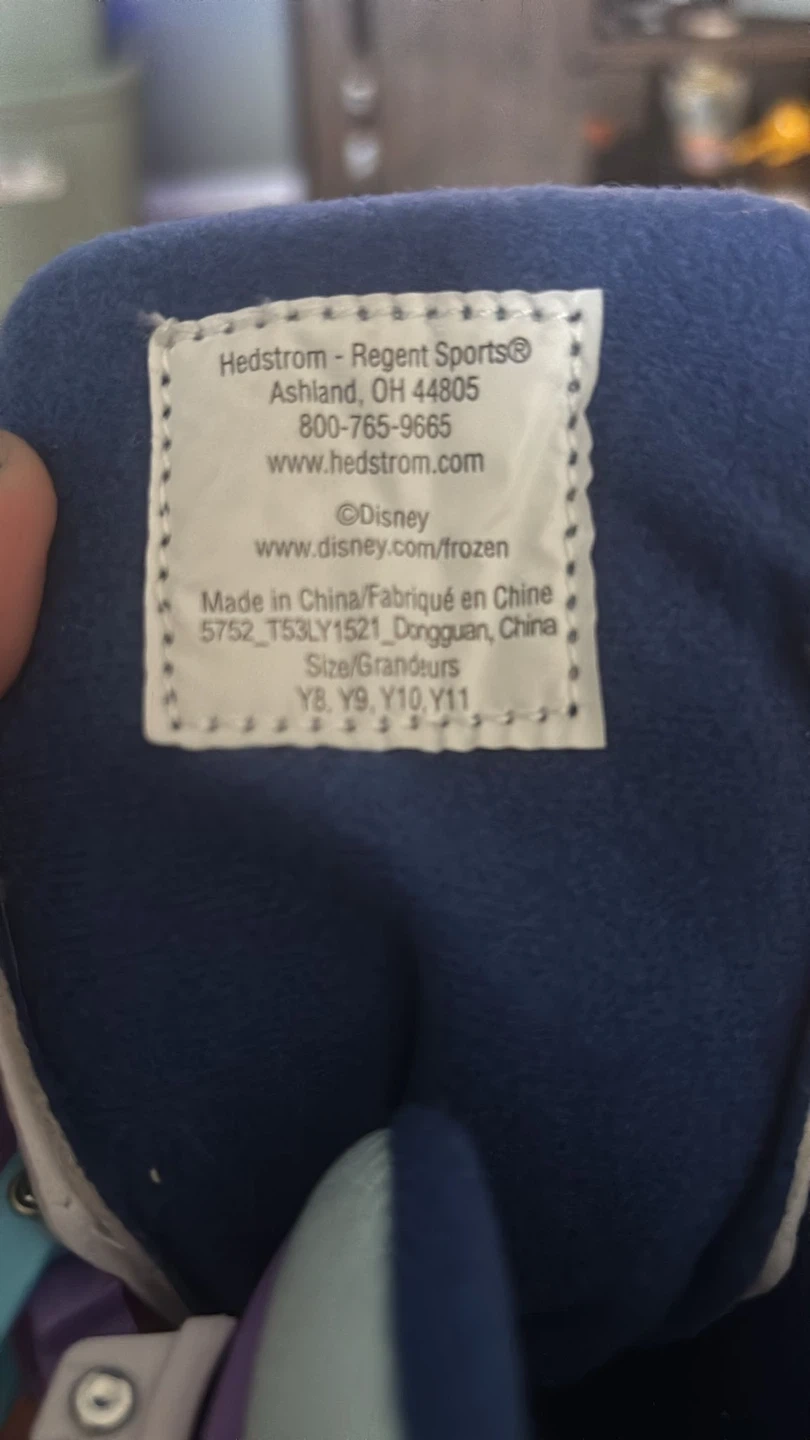 Hedstrom - Regent Sports®
Ashland, OH 44805
800-765-9665
www.hedstrom.com
©Disney
www.disney.com/frozen
Made in China/Fabriqué en Chine
5752_T53LY1521_Dongguan, China
Size/Grandeurs
Y8, Y9, Y10, Y11